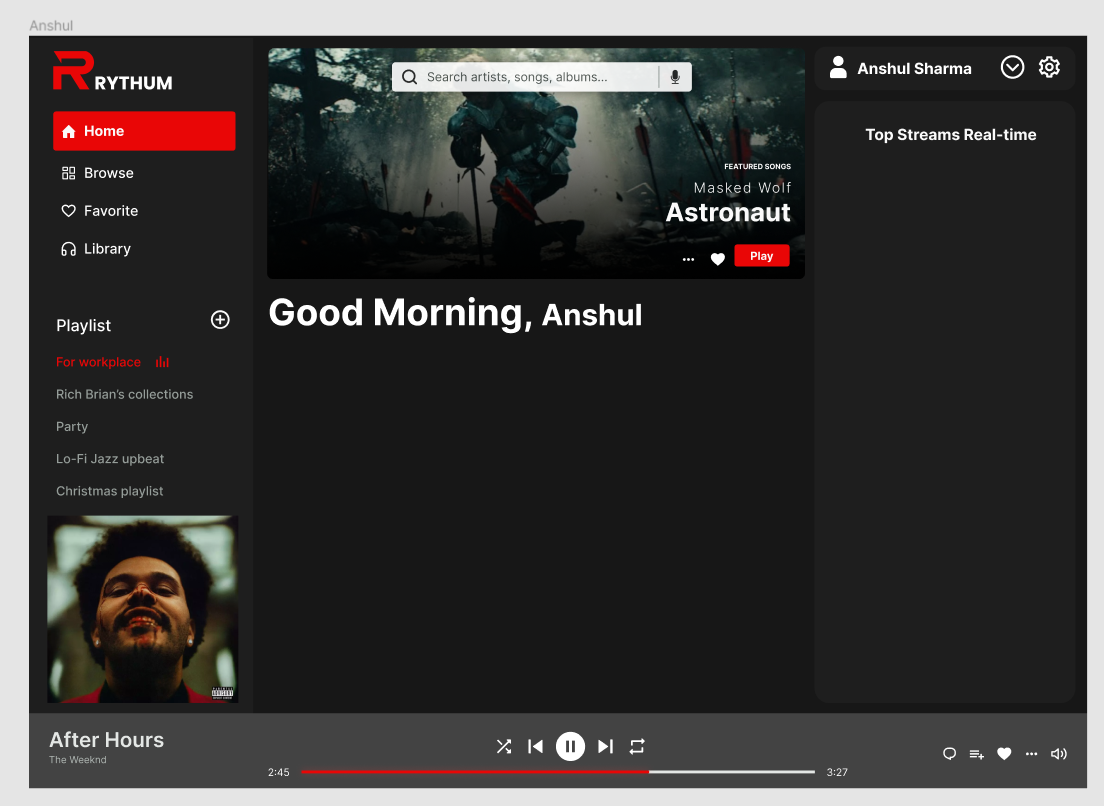 Anshul
RYTHUM
Home
Browse
Favorite
Library
Playlist
For workplace
Rich Brian's collections
Party
Lo-Fi Jazz upbeat
Christmas playlist
Search artists, songs, albums...
FEATURED SONGS
Masked Wolf
Astronaut
Play
Good Morning, Anshul
Anshul Sharma
Top Streams Real-time
After Hours
The Weeknd
2:45
3:27